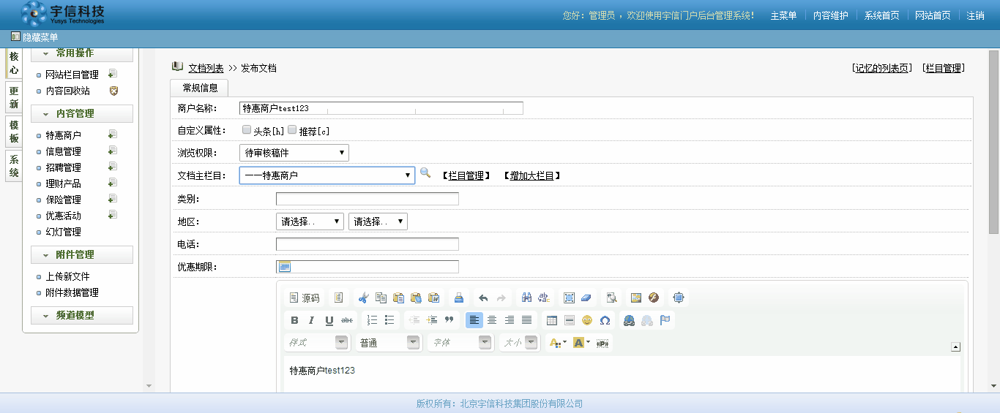 宇信科技
Yusys Technologies
您好：管理员 ，欢迎使用宇信门户后台管理系统！ 主菜单 内容维护 系统首页 网站首页 注销
隐藏菜单
核心
更新
模板
系统
常用操作
网站栏目管理
内容回收站
内容管理
特惠商户
信息管理
招聘管理
理财产品
保险管理
优惠活动
幻灯管理
附件管理
上传新文件
附件数据管理
频道模型
文档列表 >> 发布文档 [记忆的列表页] [栏目管理]
常规信息
商户名称： 特惠商户test123
自定义属性： 头条[h] 推荐[c]
浏览权限： 待审核稿件
文档主栏目： 一一特惠商户 【栏目管理】 【增加大栏目】
类别：
地区： 请选择.. 请选择..
电话：
优惠期限：
源码
B I U abc
样式 普通 字体 大小
特惠商户test123
版权所有：北京宇信科技集团股份有限公司